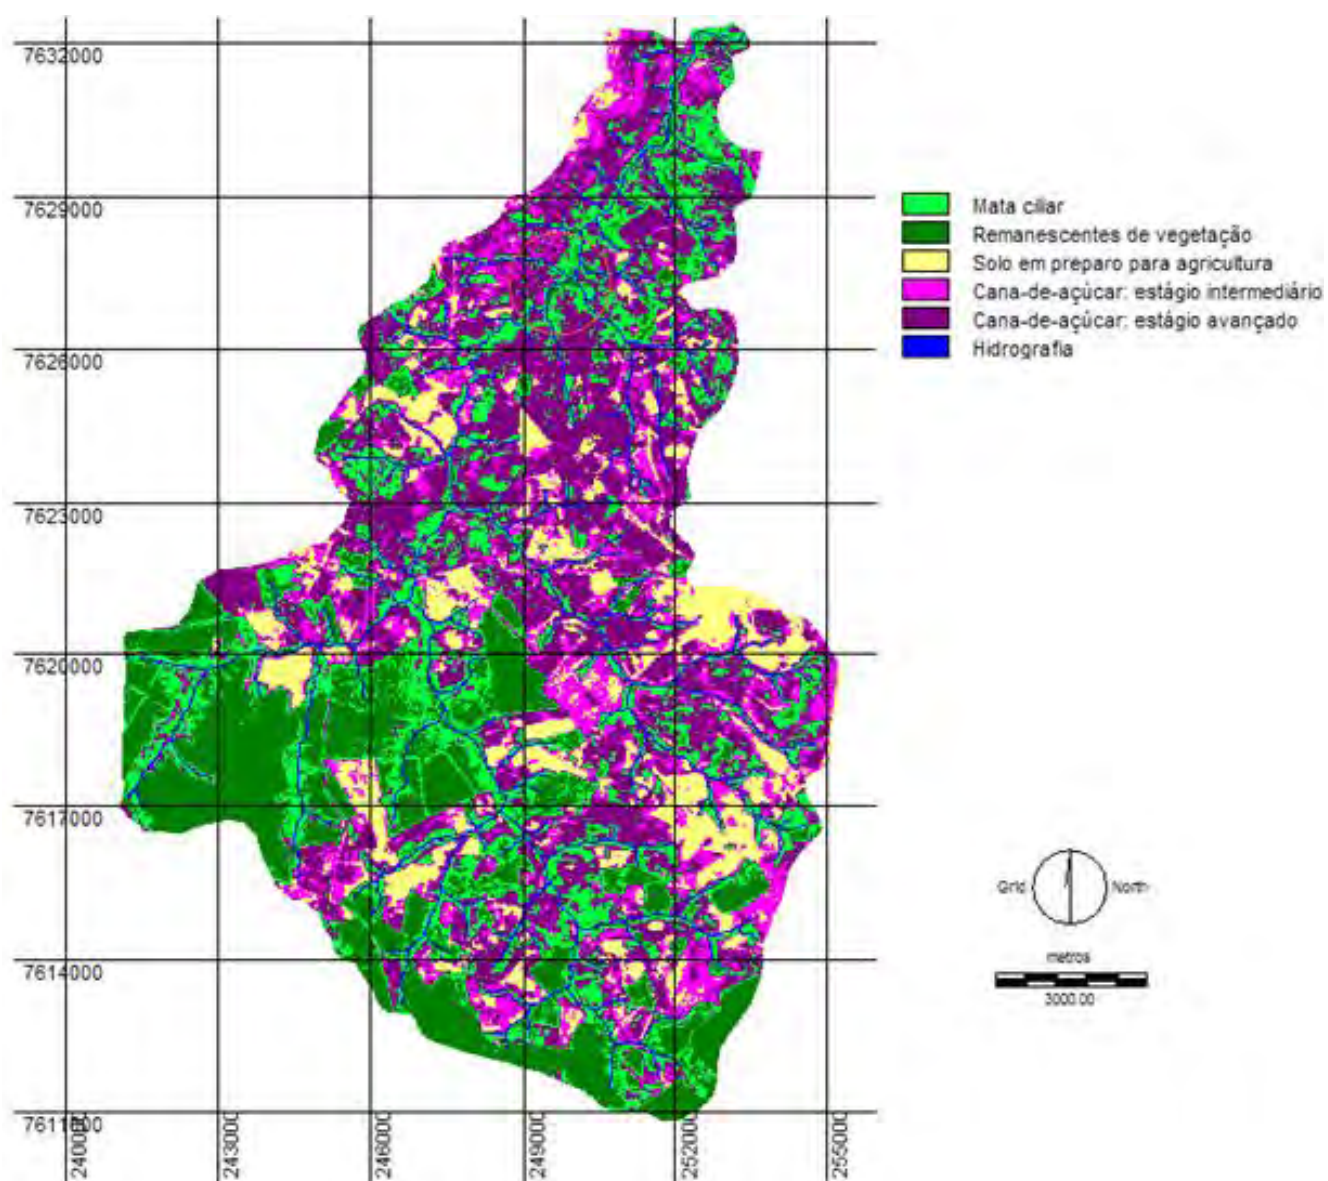 7632000
7629000
7626000
7623000
7620000
7617000
7614000
7611000
240000
243000
246000
249000
252000
255000
Mata ciliar
Remanescentes de vegetação
Solo em preparo para agricultura
Cana-de-açúcar: estágio intermediário
Cana-de-açúcar: estágio avançado
Hidrografia
Grid North
metros
3000.00